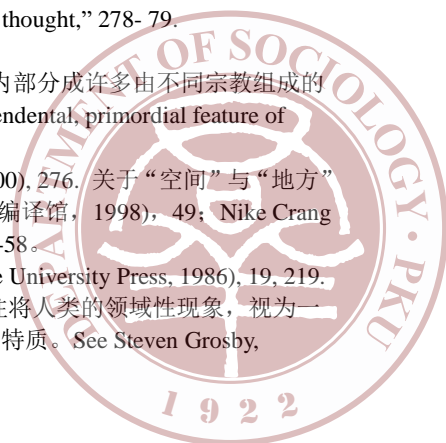 thought,” 278- 79.
内部分成许多由不同宗教组成的
endental, primordial feature of
00), 276. 关于“空间”与“地方”
编译馆，1998），49；Nike Crang
-58。
e University Press, 1986), 19, 219.
性将人类的领域性现象，视为一
特质。See Steven Grosby,
DEPARTMENT OF SOCIOLOGY · PKU
1922